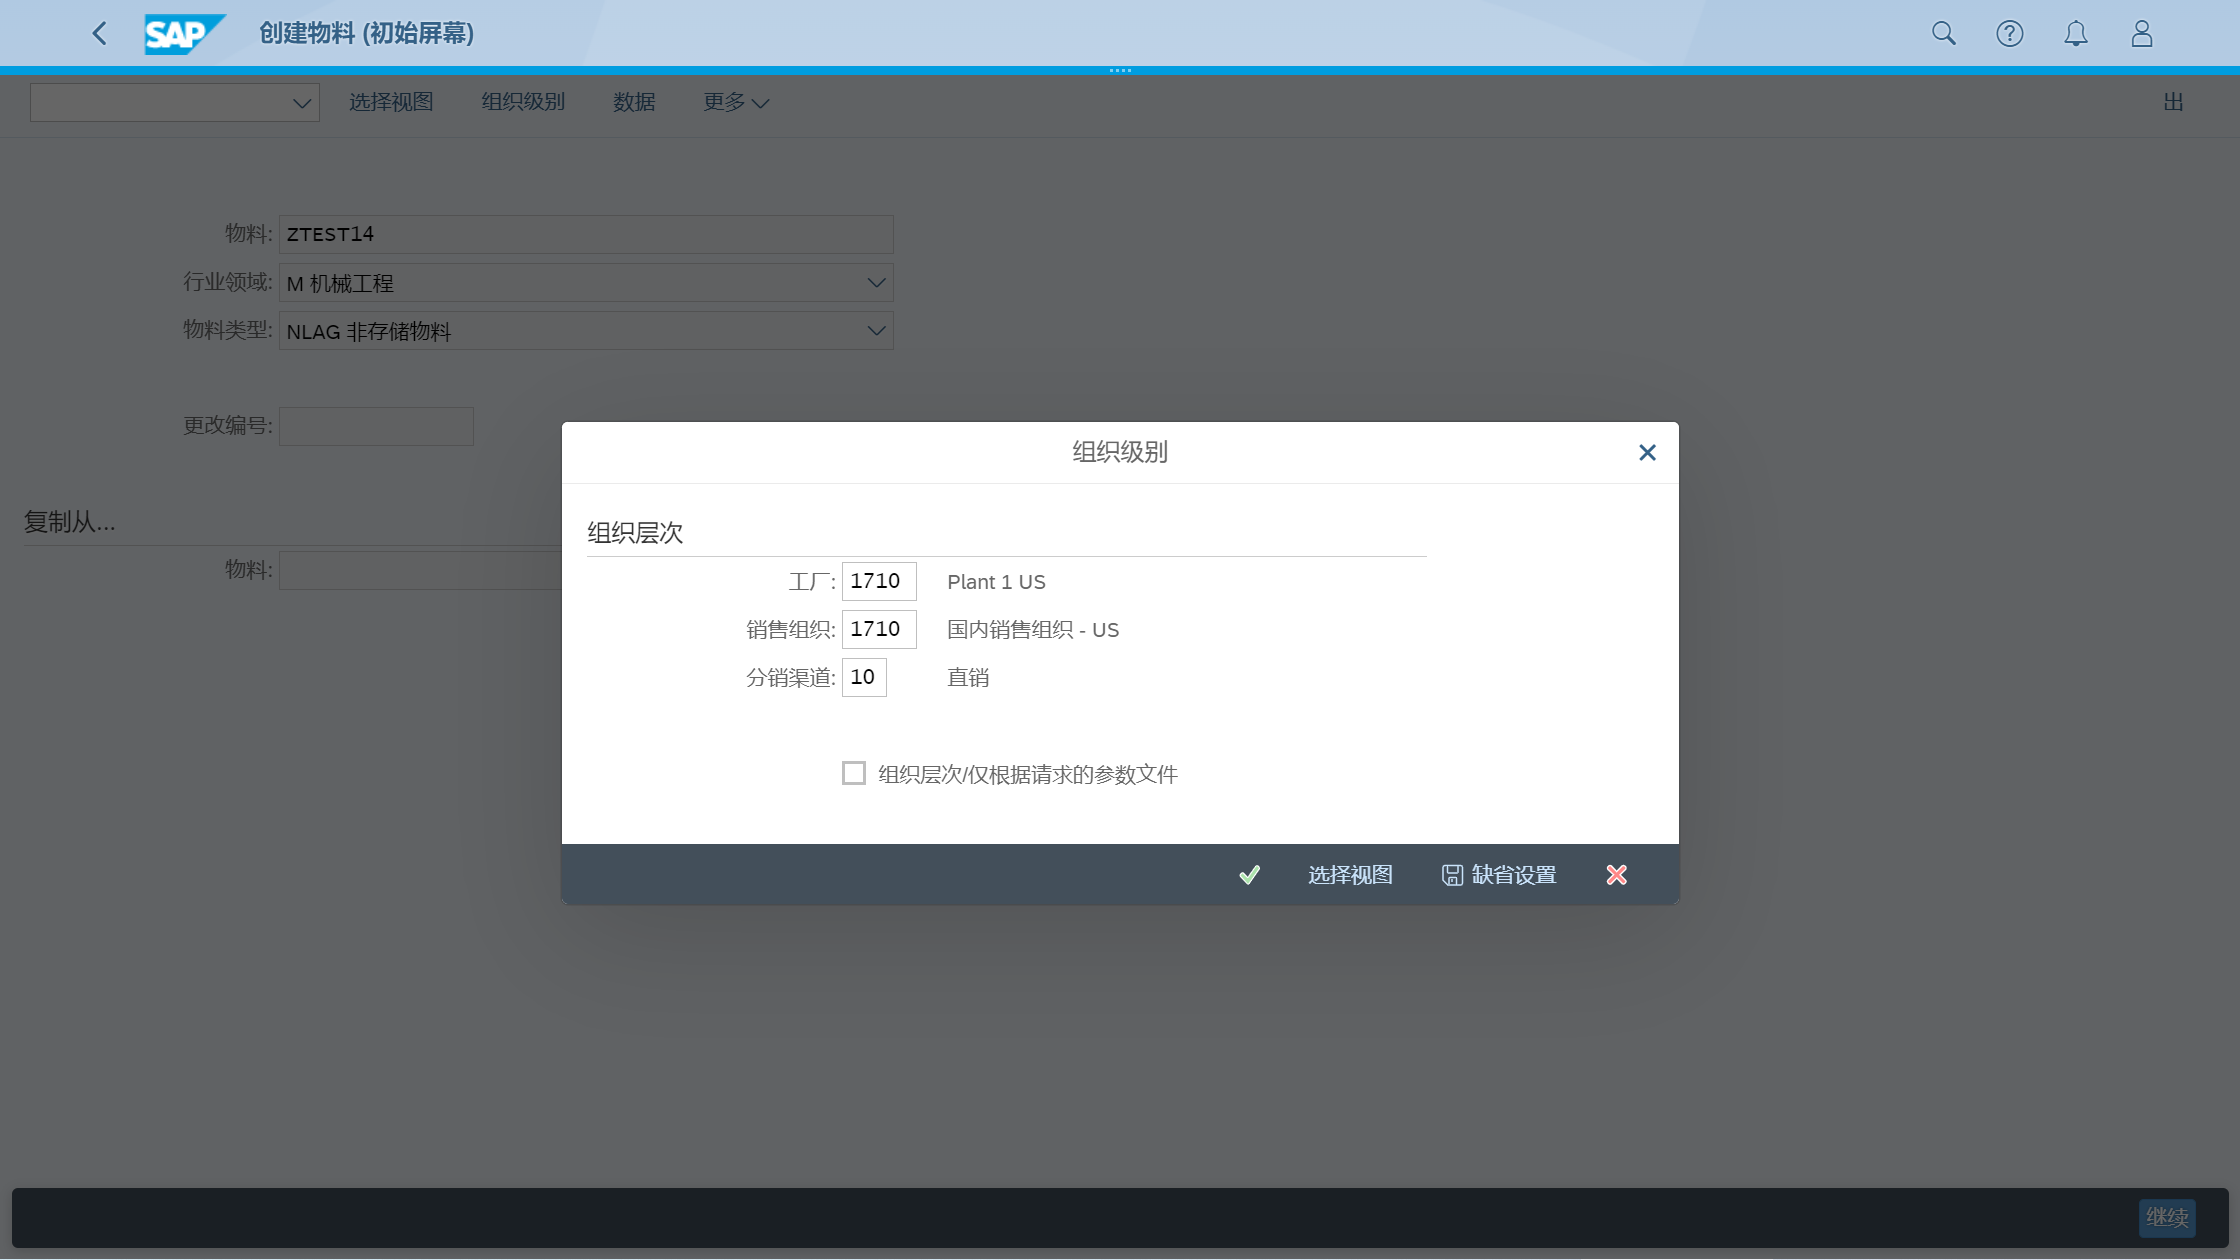 SAP 创建物料 (初始屏幕)
选择视图 组织级别 数据 更多 出
物料: ZTEST14
行业领域: M 机械工程
物料类型: NLAG 非存储物料
更改编号:
复制从...
物料:
组织级别
组织层次
工厂: 1710 Plant 1 US
销售组织: 1710 国内销售组织 - US
分销渠道: 10 直销
组织层次/仅根据请求的参数文件
选择视图 缺省设置
继续